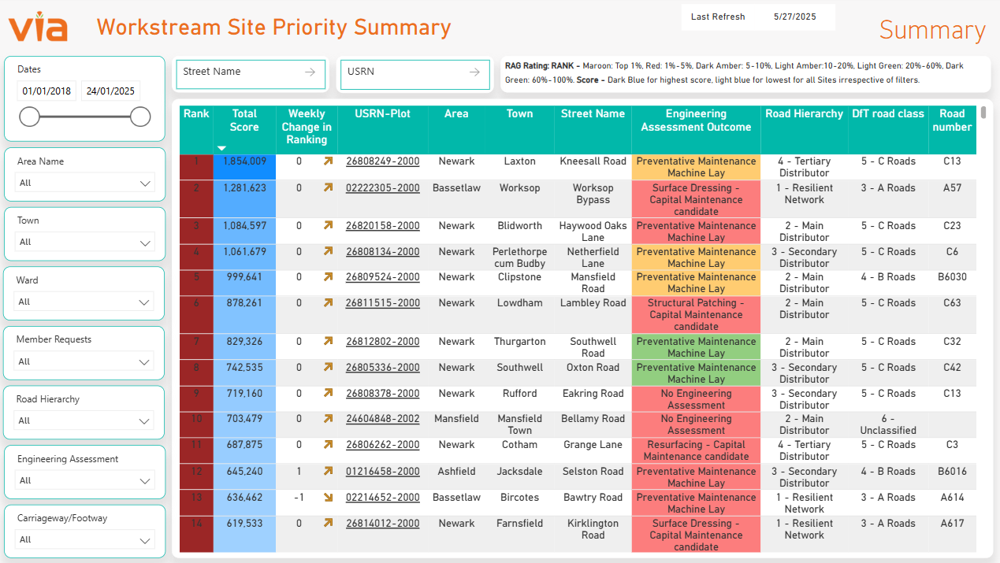 via
Workstream Site Priority Summary
Last Refresh 5/27/2025
Summary
Dates
01/01/2018 24/01/2025
Area Name
All
Town
All
Ward
All
Member Requests
All
Road Hierarchy
All
Engineering Assessment
All
Carriageway/Footway
All
Street Name
USRN
RAG Rating: RANK - Maroon: Top 1%, Red: 1%-5%, Dark Amber: 5-10%, Light Amber:10-20%, Light Green: 20%-60%, Dark
Green: 60%-100%. Score - Dark Blue for highest score, light blue for lowest for all Sites irrespective of filters.
Rank Total Weekly USRN-Plot Area Town Street Name Engineering Road Hierarchy DfT road class Road
Score Change in Assessment Outcome number
Ranking
1 1,854,009 0 26808249-2000 Newark Laxton Kneesall Road Preventative Maintenance 4 - Tertiary 5 - C Roads C13
Machine Lay Distributor
2 1,281,623 0 02222305-2000 Bassetlaw Worksop Worksop Surface Dressing - 1 - Resilient 3 - A Roads A57
Bypass Capital Maintenance Network
candidate
3 1,084,597 0 26820158-2000 Newark Blidworth Haywood Oaks Preventative Maintenance 2 - Main 5 - C Roads C23
Lane Machine Lay Distributor
4 1,061,679 0 26808134-2000 Newark Perlethorpe Netherfield Preventative Maintenance 3 - Secondary 5 - C Roads C6
cum Budby Lane Machine Lay Distributor
5 999,641 0 26809524-2000 Newark Clipstone Mansfield Preventative Maintenance 2 - Main 4 - B Roads B6030
Road Machine Lay Distributor
6 878,261 0 26811515-2000 Newark Lowdham Lambley Road Structural Patching - 2 - Main 5 - C Roads C63
Capital Maintenance Distributor
candidate
7 829,326 0 26812802-2000 Newark Thurgarton Southwell Preventative Maintenance 2 - Main 5 - C Roads C32
Road Machine Lay Distributor
8 742,535 0 26805336-2000 Newark Southwell Oxton Road Preventative Maintenance 3 - Secondary 5 - C Roads C42
Machine Lay Distributor
9 719,160 0 26808378-2000 Newark Rufford Eakring Road No Engineering 3 - Secondary 5 - C Roads C13
Assessment Distributor
10 703,479 0 24604848-2002 Mansfield Mansfield Bellamy Road No Engineering 2 - Main 6 -
Town Assessment Distributor Unclassified
11 687,875 0 26806262-2000 Newark Cotham Grange Lane Resurfacing - Capital 4 - Tertiary 5 - C Roads C3
Maintenance candidate Distributor
12 645,240 1 01216458-2000 Ashfield Jacksdale Selston Road Preventative Maintenance 3 - Secondary 4 - B Roads B6016
Machine Lay Distributor
13 636,462 -1 02214652-2000 Bassetlaw Bircotes Bawtry Road Preventative Maintenance 1 - Resilient 3 - A Roads A614
Machine Lay Network
14 619,533 0 26814012-2000 Newark Farnsfield Kirklington Surface Dressing - 1 - Resilient 3 - A Roads A617
Road Capital Maintenance Network
candidate